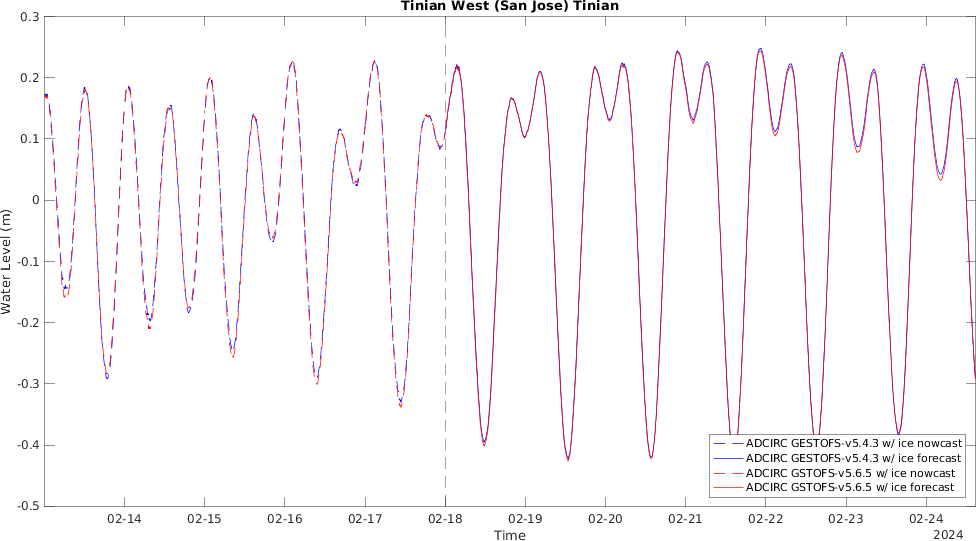 Tinian West (San Jose) Tinian
0.3
0.2
0.1
0
-0.1
-0.2
-0.3
-0.4
-0.5
Water Level (m)
ADCIRC GESTOFS-v5.4.3 w/ ice nowcast
ADCIRC GESTOFS-v5.4.3 w/ ice forecast
ADCIRC GSTOFS-v5.6.5 w/ ice nowcast
ADCIRC GSTOFS-v5.6.5 w/ ice forecast
02-14 02-15 02-16 02-17 02-18 02-19 02-20 02-21 02-22 02-23 02-24
Time
2024